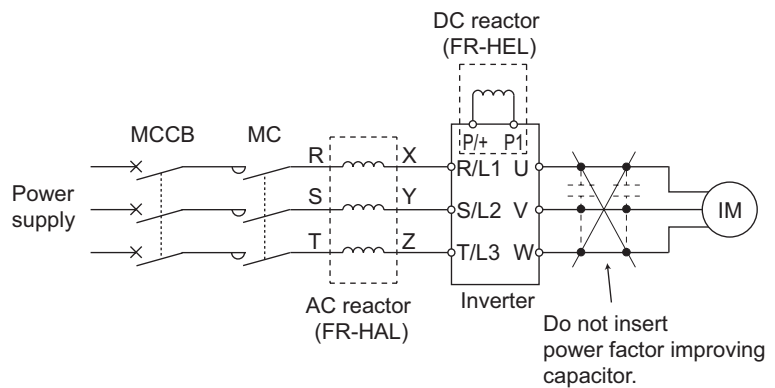 DC reactor
(FR-HEL)
MCCB
MC
P/+ P1
R
X
R/L1 U
Power
supply
S
Y
S/L2 V
IM
T
Z
T/L3 W
AC reactor
(FR-HAL)
Inverter
Do not insert
power factor improving
capacitor.